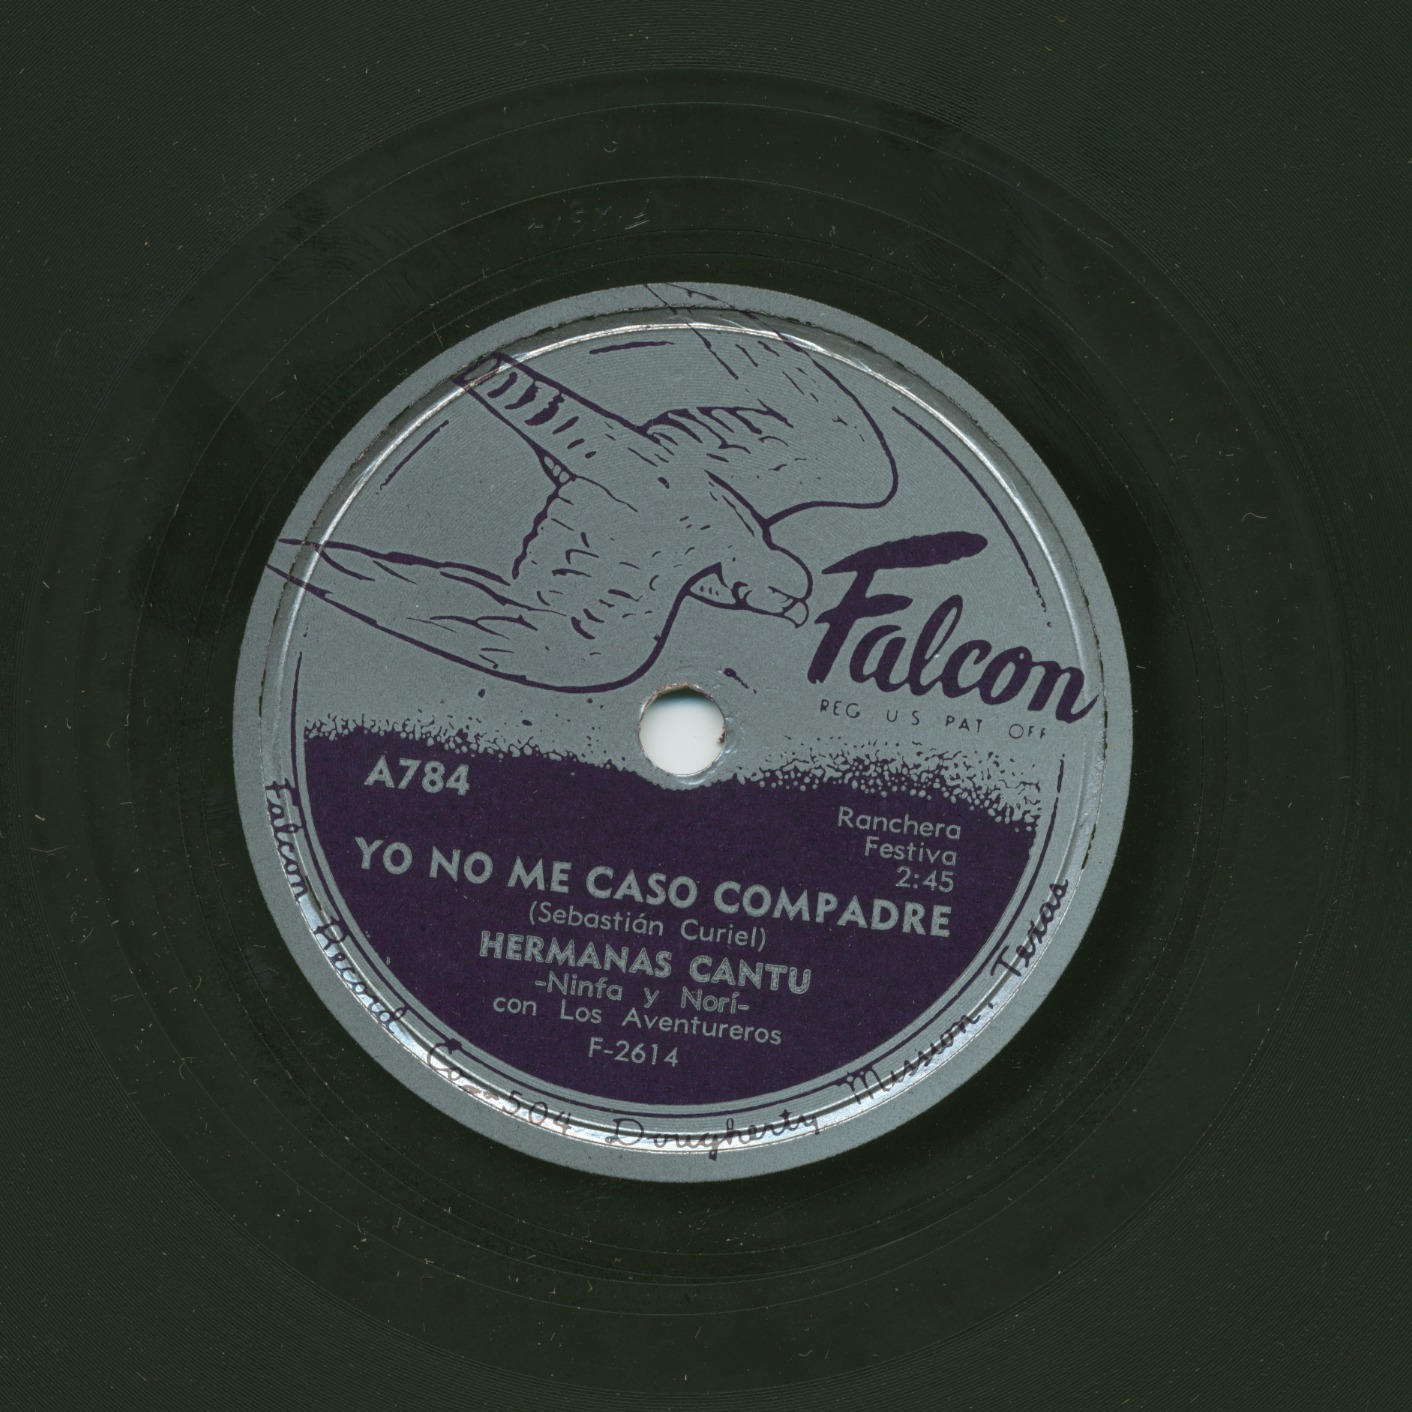 Falcon
REG U S PAT OFF
A784
Ranchera
Festiva
2:45
YO NO ME CASO COMPADRE
(Sebastián Curiel)
HERMANAS CANTU
-Ninfa y Norí-
con Los Aventureros
F-2614
Falcon Record Co. 504 Dougherty Mission, Texas